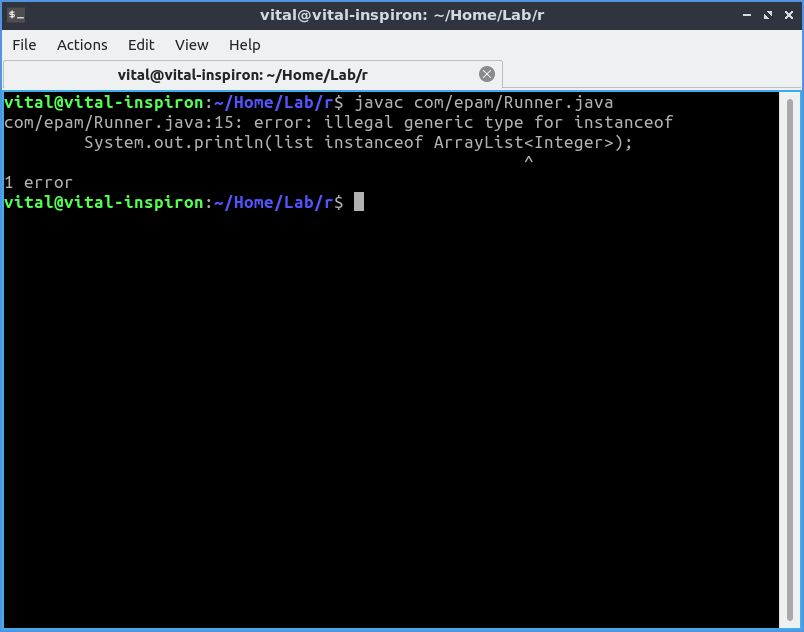 vital@vital-inspiron: ~/Home/Lab/r
File Actions Edit View Help
vital@vital-inspiron: ~/Home/Lab/r
vital@vital-inspiron:~/Home/Lab/r$ javac com/epam/Runner.java
com/epam/Runner.java:15: error: illegal generic type for instanceof
        System.out.println(list instanceof ArrayList<Integer>);
                                                    ^
1 error
vital@vital-inspiron:~/Home/Lab/r$